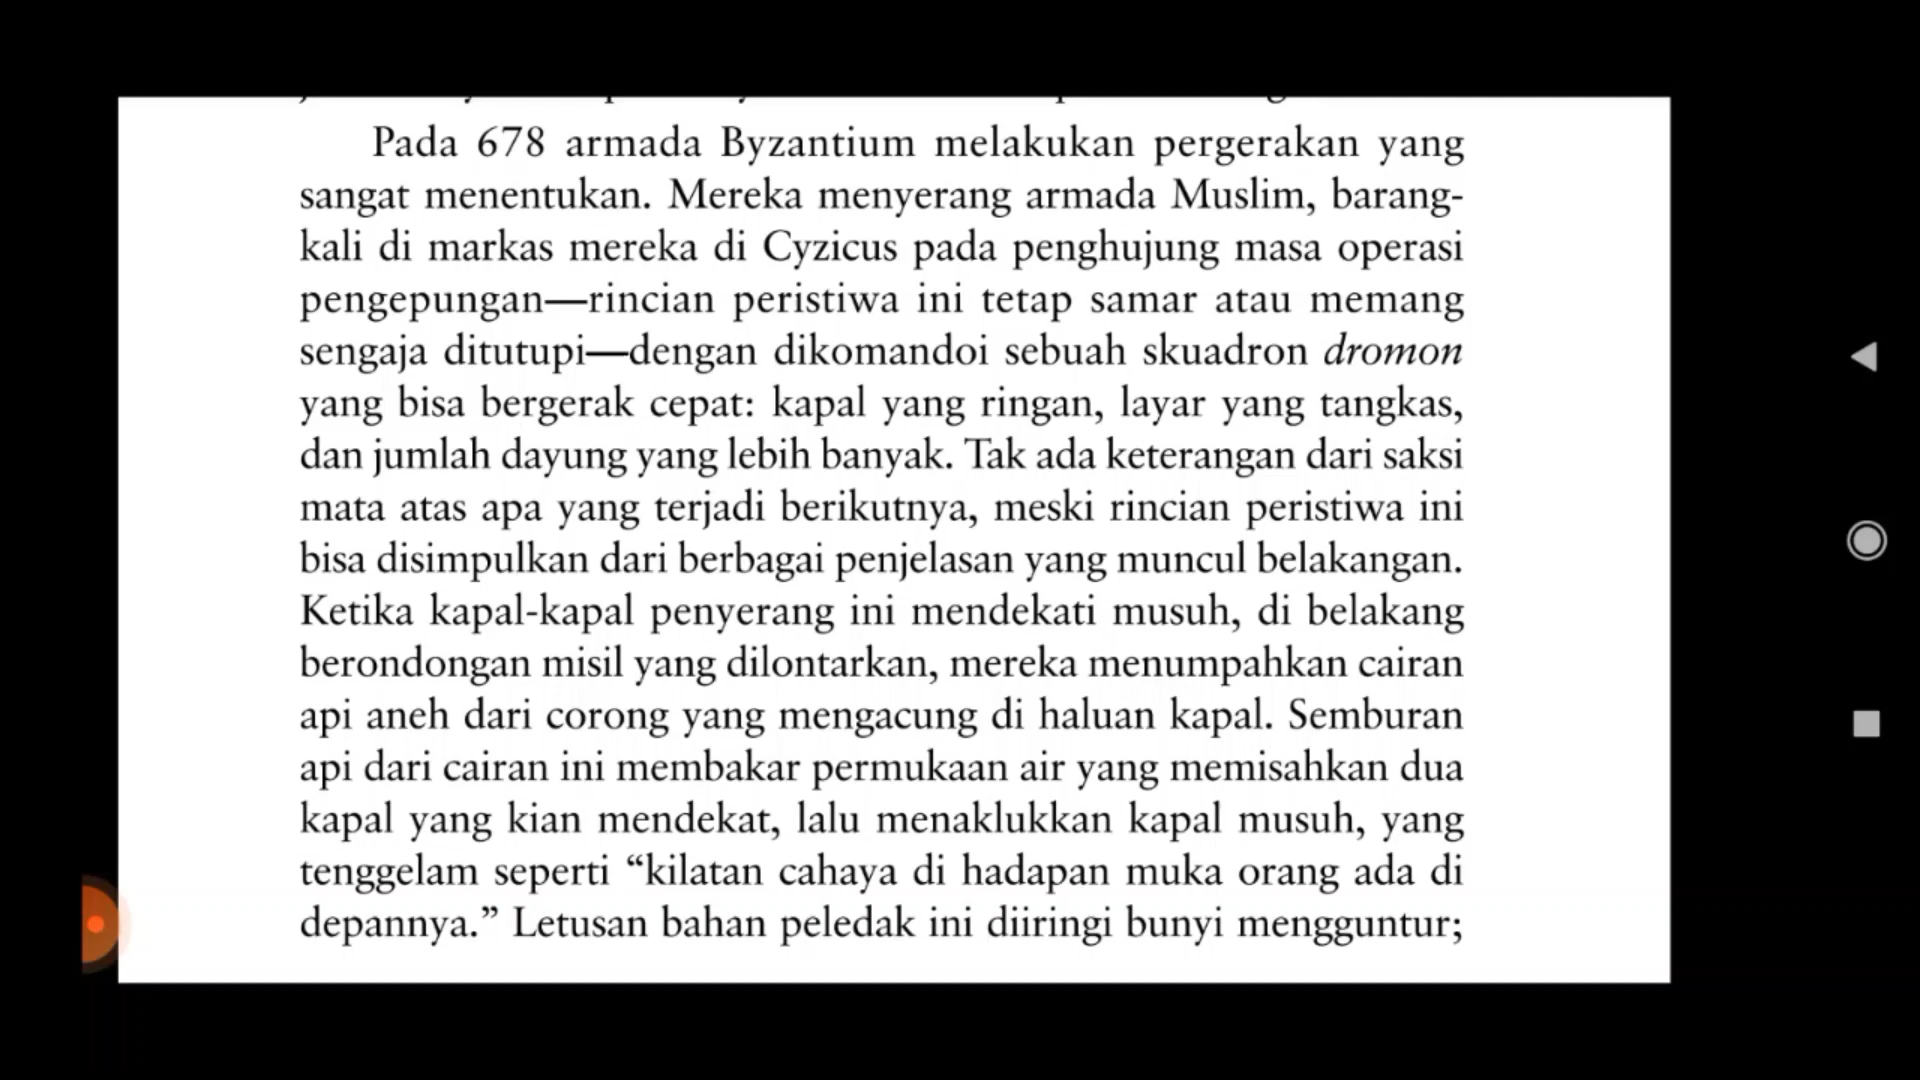 Pada 678 armada Byzantium melakukan pergerakan yang
sangat menentukan. Mereka menyerang armada Muslim, barang-
kali di markas mereka di Cyzicus pada penghujung masa operasi
pengepungan—rincian peristiwa ini tetap samar atau memang
sengaja ditutupi—dengan dikomandoi sebuah skuadron dromon
yang bisa bergerak cepat: kapal yang ringan, layar yang tangkas,
dan jumlah dayung yang lebih banyak. Tak ada keterangan dari saksi
mata atas apa yang terjadi berikutnya, meski rincian peristiwa ini
bisa disimpulkan dari berbagai penjelasan yang muncul belakangan.
Ketika kapal-kapal penyerang ini mendekati musuh, di belakang
berondongan misil yang dilontarkan, mereka menumpahkan cairan
api aneh dari corong yang mengacung di haluan kapal. Semburan
api dari cairan ini membakar permukaan air yang memisahkan dua
kapal yang kian mendekat, lalu menaklukkan kapal musuh, yang
tenggelam seperti “kilatan cahaya di hadapan muka orang ada di
depannya.” Letusan bahan peledak ini diiringi bunyi mengguntur;